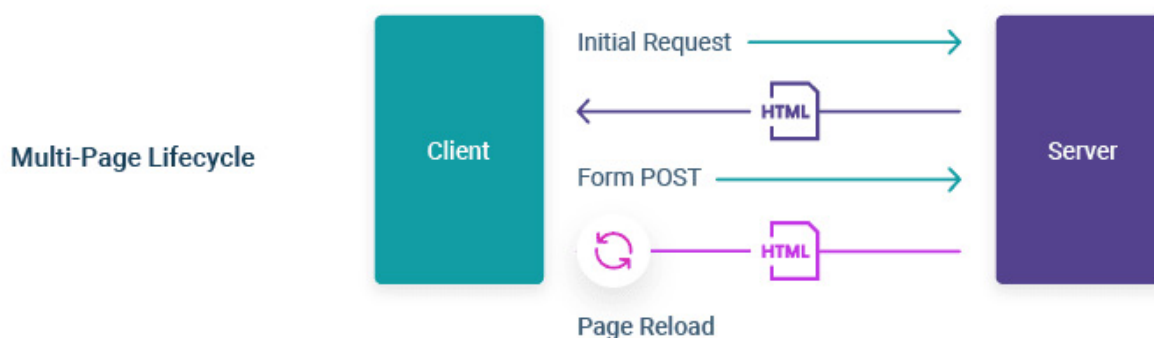 Initial Request
HTML
Multi-Page Lifecycle
Client
Server
Form POST
HTML
Page Reload